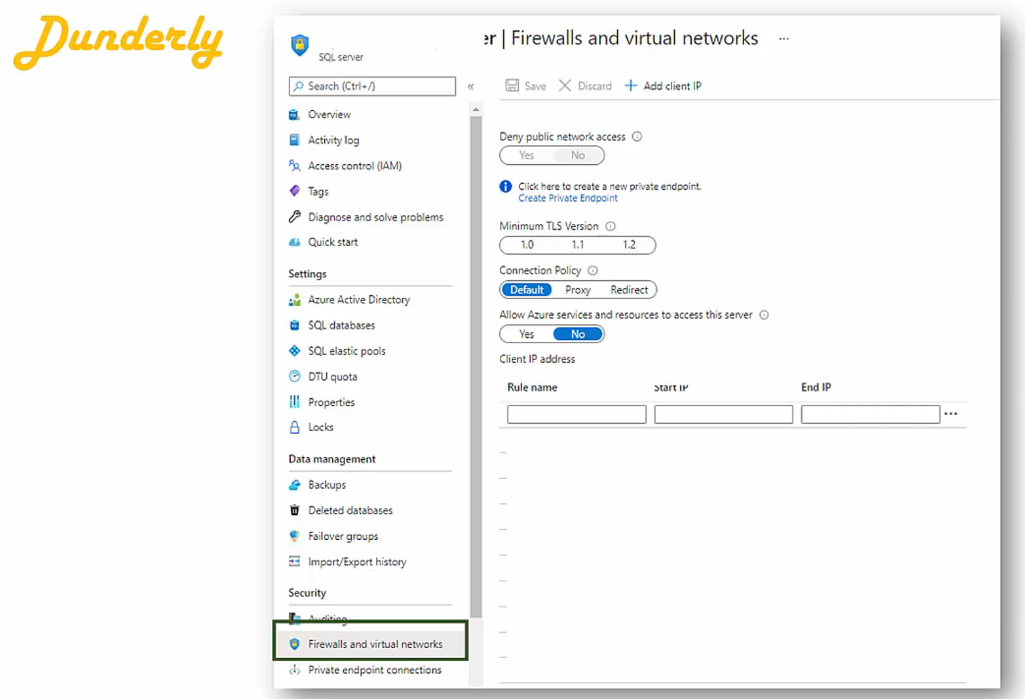 Dunderly
SQL server
er | Firewalls and virtual networks ...
Search (Ctrl+/)
«
Save Discard Add client IP
Overview
Activity log
Access control (IAM)
Tags
Diagnose and solve problems
Quick start
Settings
Azure Active Directory
SQL databases
SQL elastic pools
DTU quota
Properties
Locks
Data management
Backups
Deleted databases
Failover groups
Import/Export history
Security
Auditing
Firewalls and virtual networks
Private endpoint connections
Deny public network access
Yes No
Click here to create a new private endpoint.
Create Private Endpoint
Minimum TLS Version
1.0 1.1 1.2
Connection Policy
Default Proxy Redirect
Allow Azure services and resources to access this server
Yes No
Client IP address
Rule name Start IP End IP
...